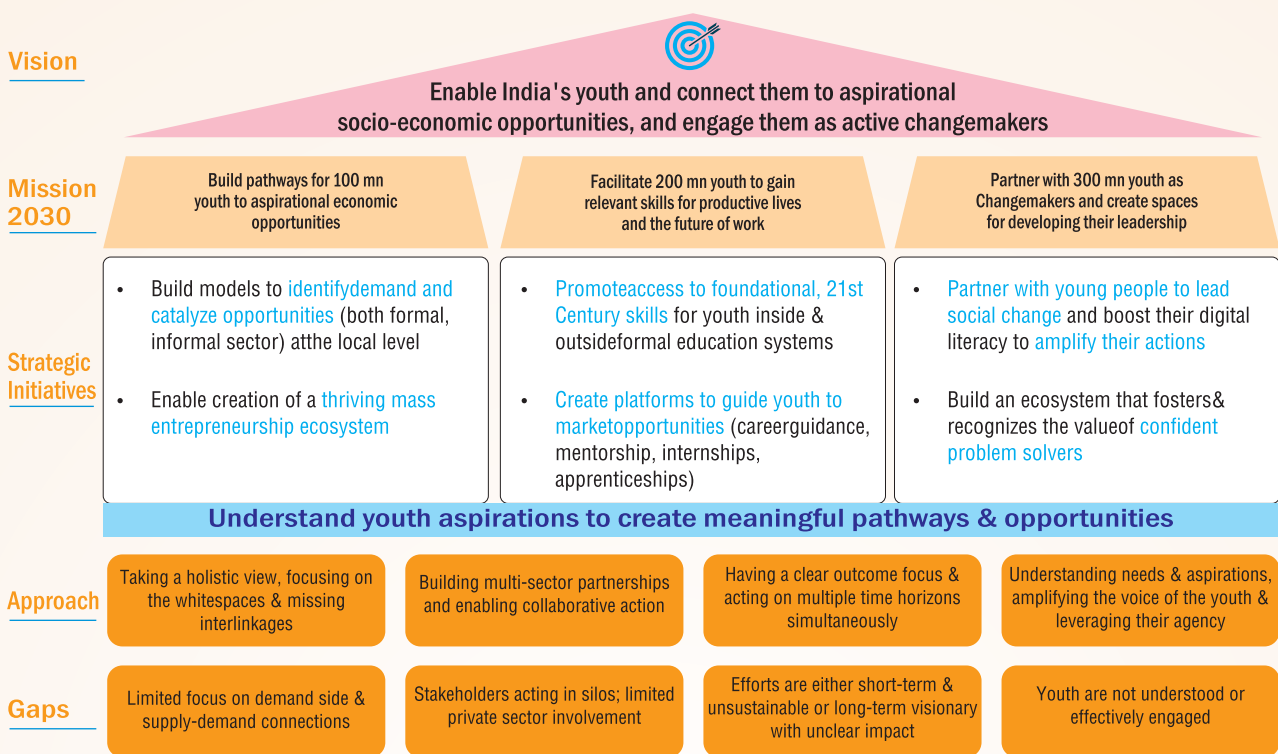 Vision
Enable India's youth and connect them to aspirational
socio-economic opportunities, and engage them as active changemakers
Mission
2030
Build pathways for 100 mn
youth to aspirational economic
opportunities
Facilitate 200 mn youth to gain
relevant skills for productive lives
and the future of work
Partner with 300 mn youth as
Changemakers and create spaces
for developing their leadership
Strategic
Initiatives
• Build models to identifydemand and
catalyze opportunities (both formal,
informal sector) atthe local level
• Enable creation of a thriving mass
entrepreneurship ecosystem
• Promoteaccess to foundational, 21st
Century skills for youth inside &
outsideformal education systems
• Create platforms to guide youth to
marketopportunities (careerguidance,
mentorship, internships,
apprenticeships)
• Partner with young people to lead
social change and boost their digital
literacy to amplify their actions
• Build an ecosystem that fosters&
recognizes the valueof confident
problem solvers
Understand youth aspirations to create meaningful pathways & opportunities
Approach
Taking a holistic view, focusing on
the whitespaces & missing
interlinkages
Building multi-sector partnerships
and enabling collaborative action
Having a clear outcome focus &
acting on multiple time horizons
simultaneously
Understanding needs & aspirations,
amplifying the voice of the youth &
leveraging their agency
Gaps
Limited focus on demand side &
supply-demand connections
Stakeholders acting in silos; limited
private sector involvement
Efforts are either short-term &
unsustainable or long-term visionary
with unclear impact
Youth are not understood or
effectively engaged